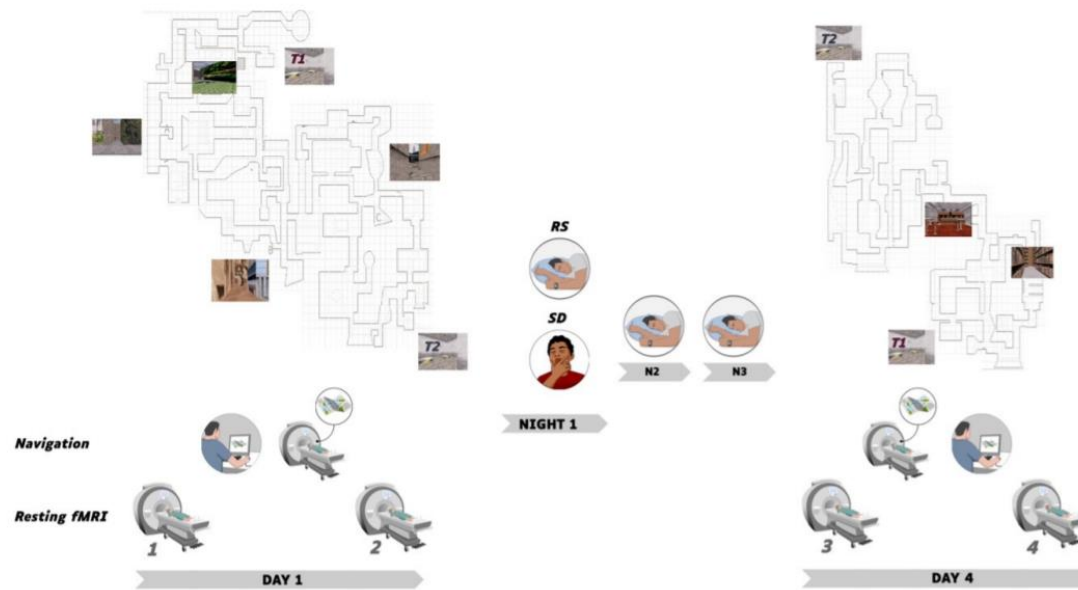 T1
T2
T2
T1
RS
SD
N2
N3
NIGHT 1
Navigation
Resting fMRI
1
2
3
4
DAY 1
DAY 4